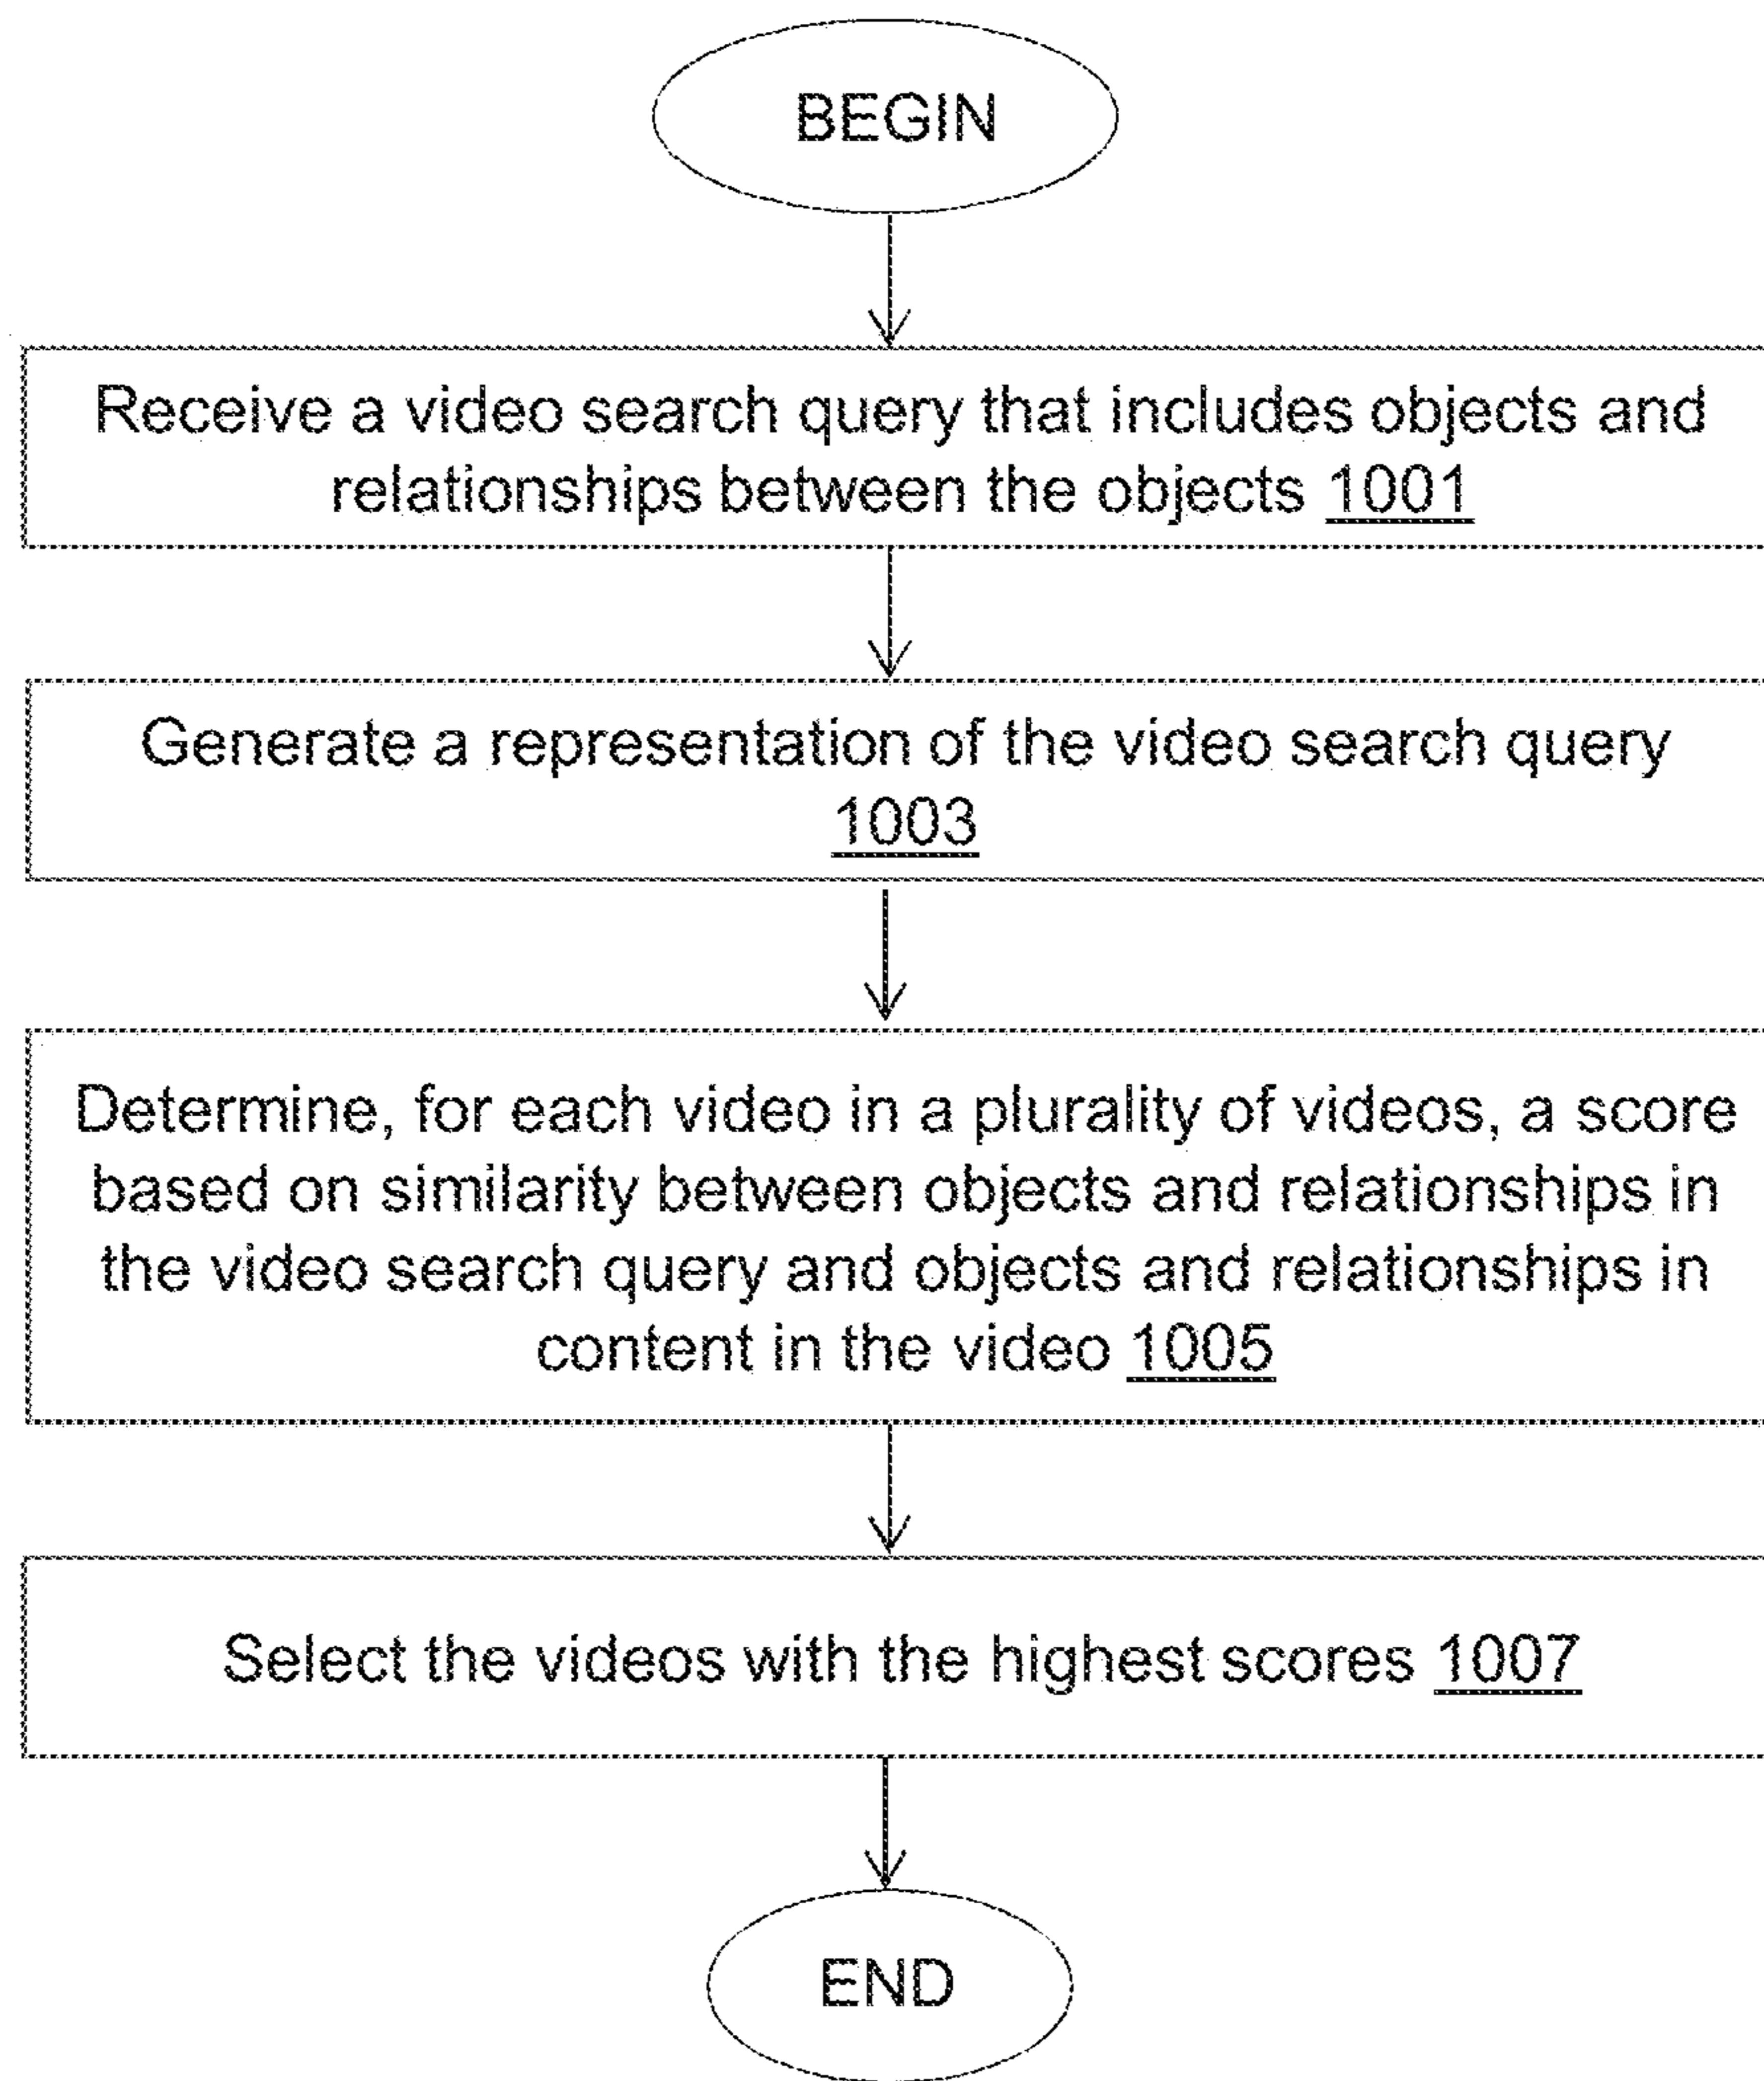 BEGIN
Receive a video search query that includes objects and
relationships between the objects 1001
Generate a representation of the video search query
1003
Determine, for each video in a plurality of videos, a score
based on similarity between objects and relationships in
the video search query and objects and relationships in
content in the video 1005
Select the videos with the highest scores 1007
END